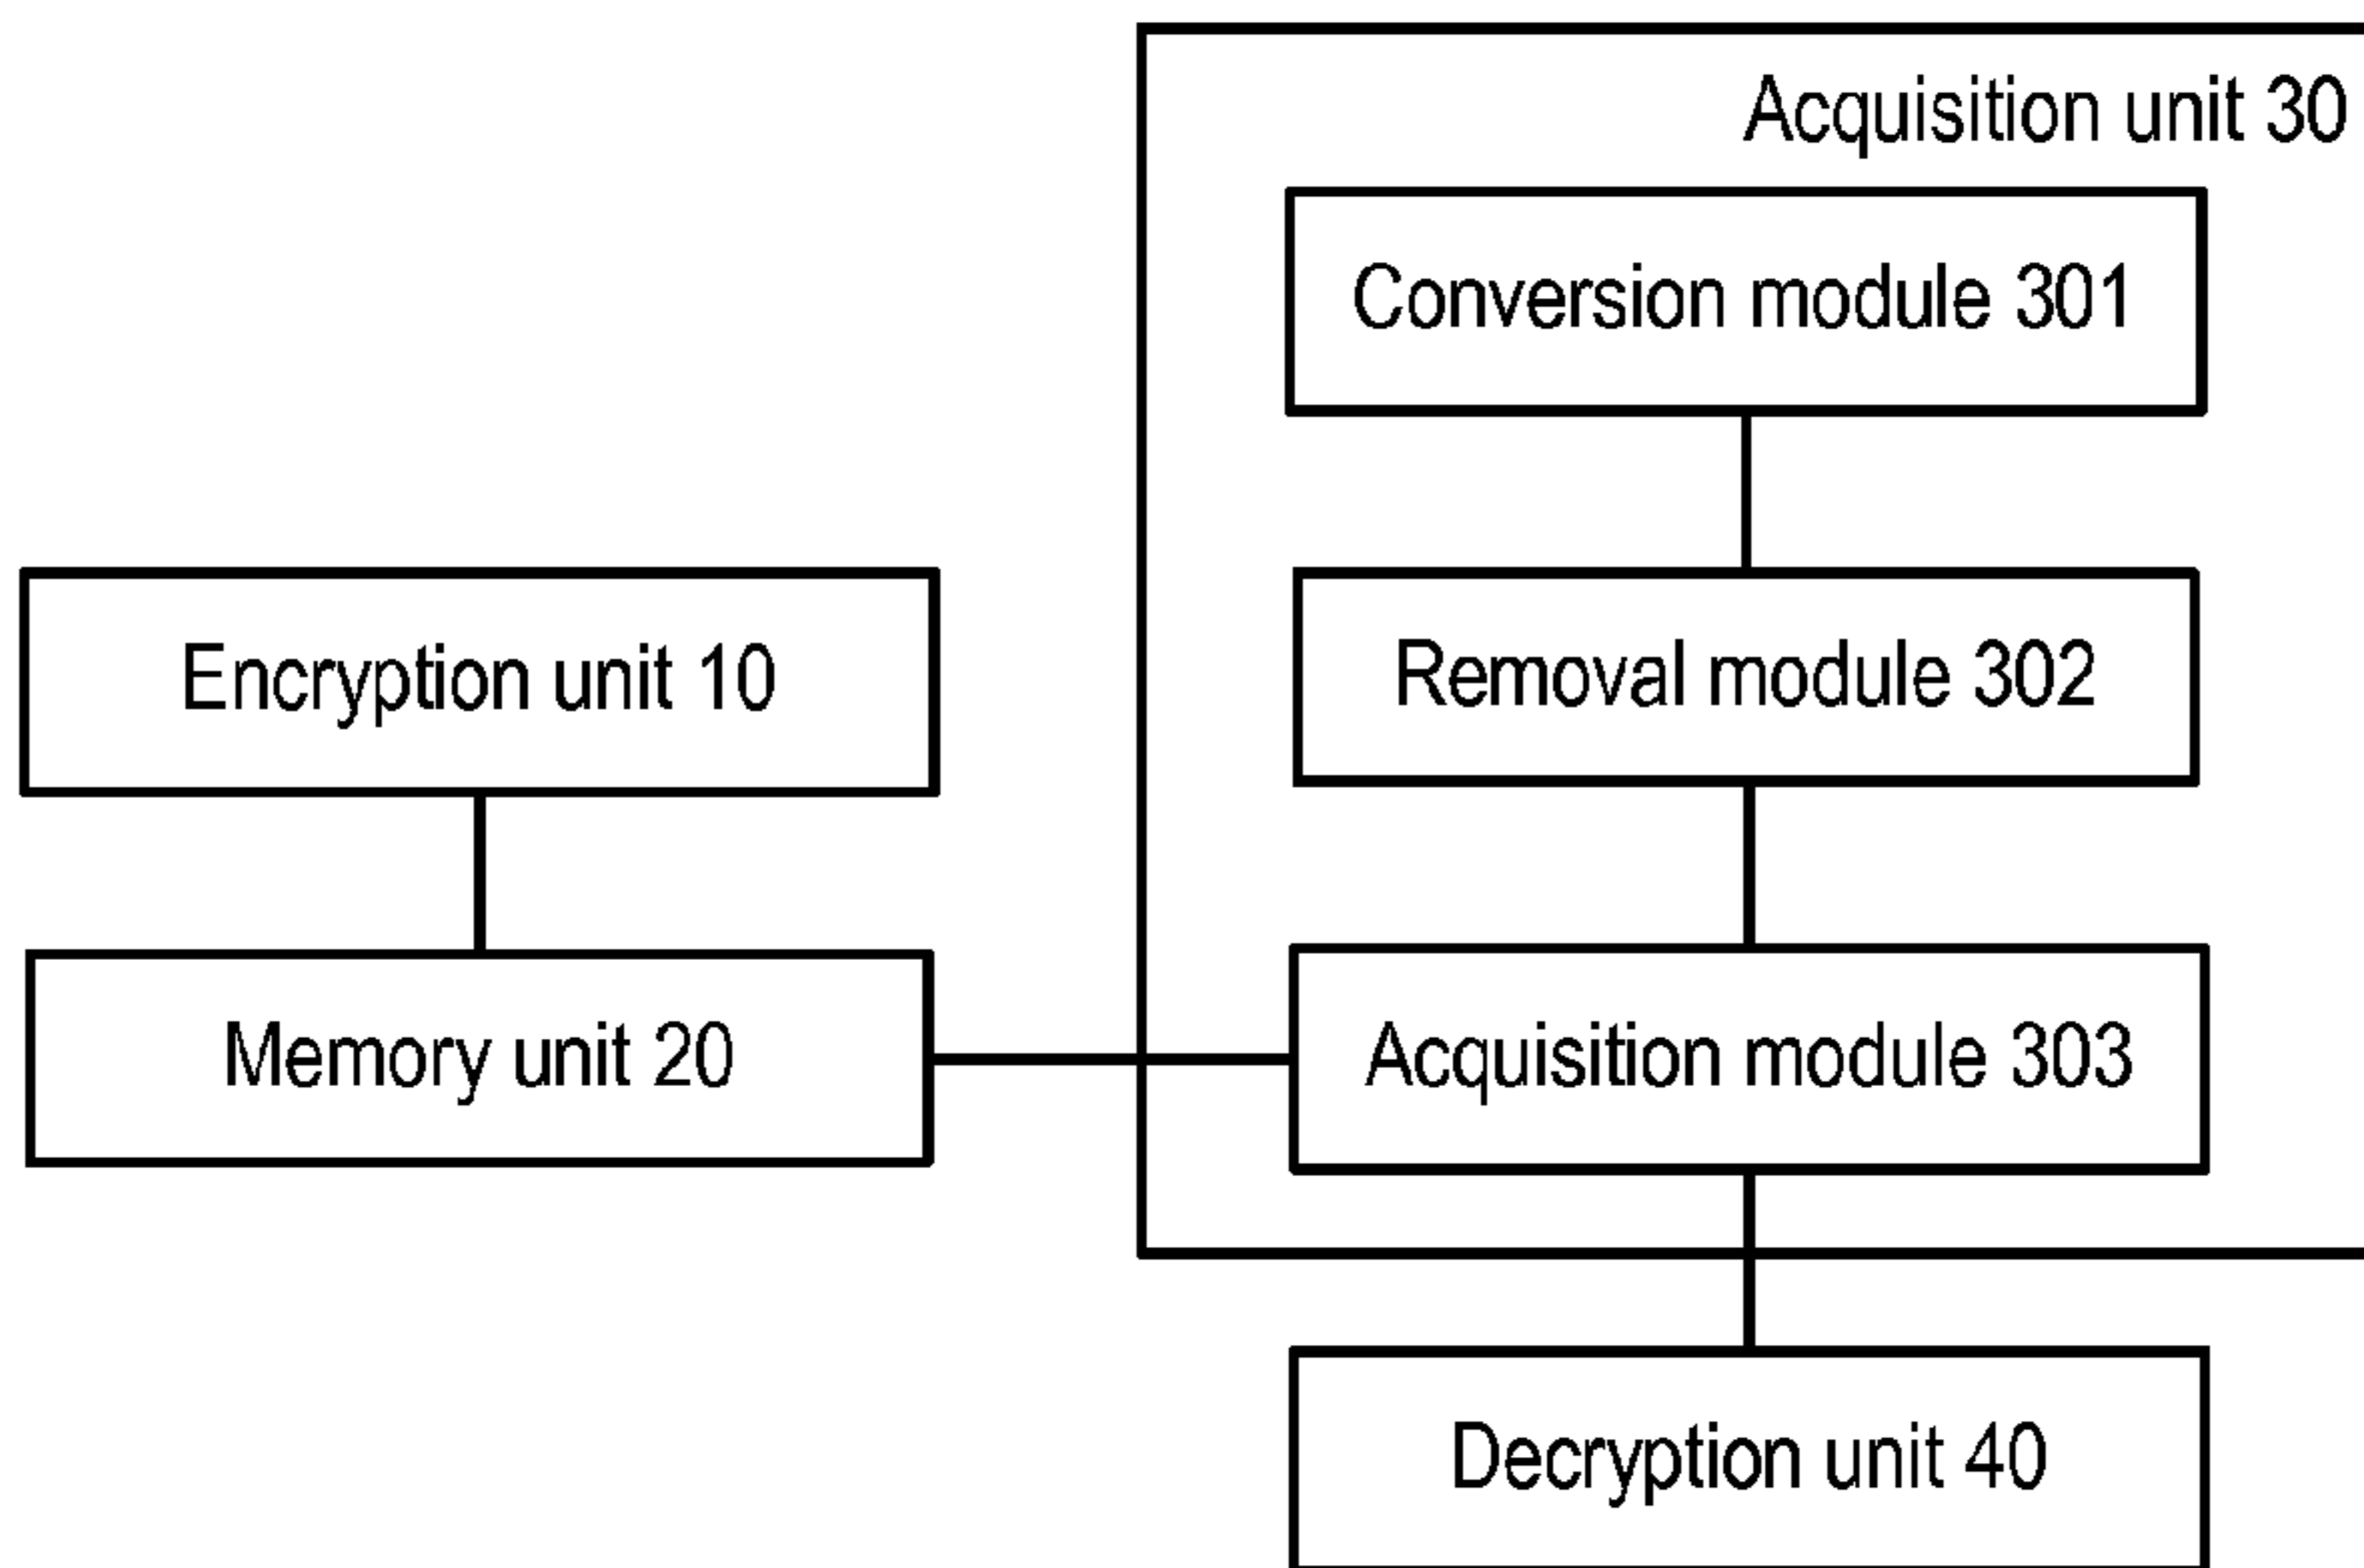 Acquisition unit 30
Conversion module 301
Encryption unit 10
Removal module 302
Memory unit 20
Acquisition module 303
Decryption unit 40